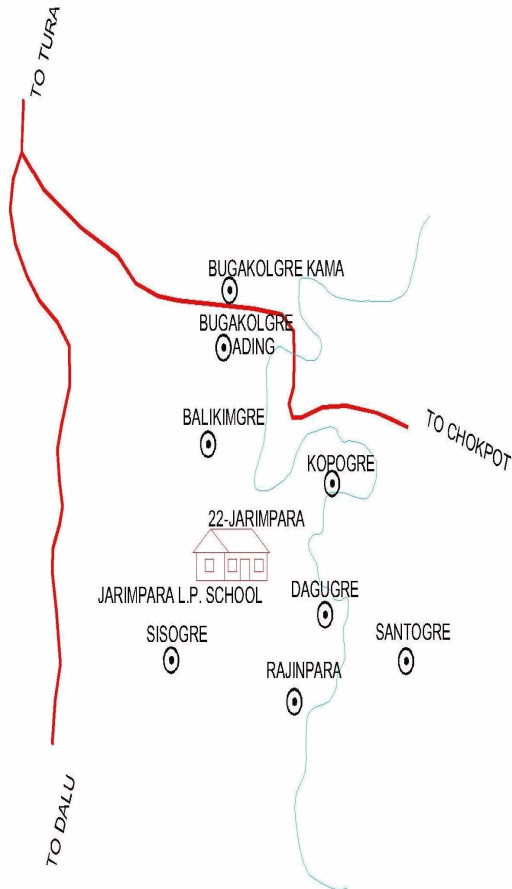 TO TURA
BUGAKOLGRE KAMA
BUGAKOLGRE
ADING
BALIKIMGRE
TO CHOKPOT
KOPOGRE
22-JARIMPARA
JARIMPARA L.P. SCHOOL
DAGUGRE
SISOGRE
SANTOGRE
RAJINPARA
TO DALU